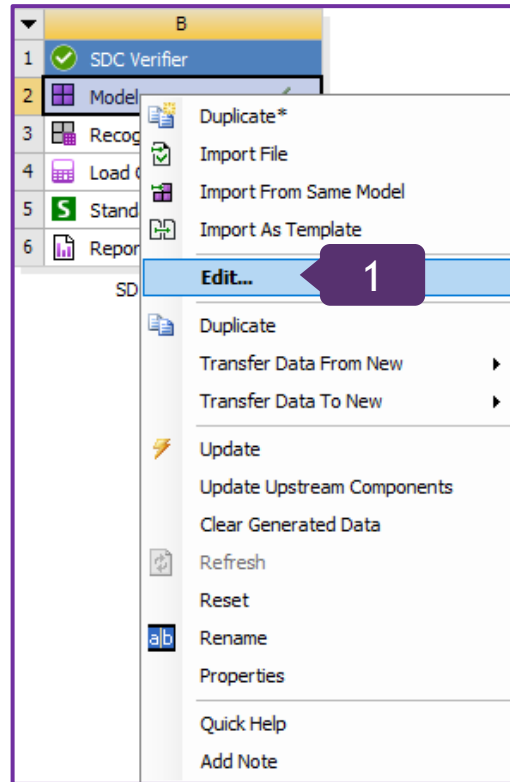 B
1 SDC Verifier
2 Model
3 Recog
4 Load
5 Stand
6 Repor
SD
Duplicate*
Import File
Import From Same Model
Import As Template
Edit... 1
Duplicate
Transfer Data From New
Transfer Data To New
Update
Update Upstream Components
Clear Generated Data
Refresh
Reset
a|b Rename
Properties
Quick Help
Add Note